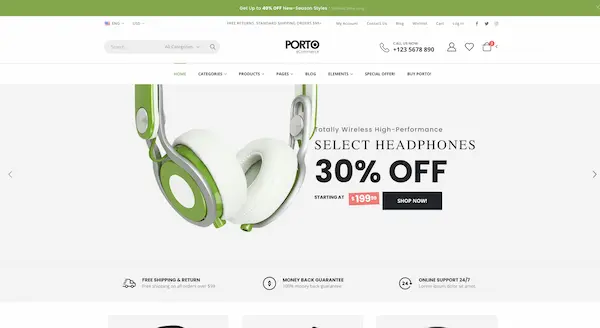 Get Up to 40% OFF New-Season Styles
ENG
USD
FREE RETURNS. STANDARD SHIPPING ORDERS $99+
My Account
Contact Us
Blog
Wishlist
Cart
Log In
Search...
All Categories
PORTO
eCommerce
CALL US NOW
+123 5678 890
0
HOME
CATEGORIES
PRODUCTS
PAGES
BLOG
ELEMENTS
SPECIAL OFFER!
BUY PORTO!
Totally Wireless High-Performance
SELECT HEADPHONES
30% OFF
STARTING AT
$199
SHOP NOW!
FREE SHIPPING & RETURN
Free shipping on all orders over $99.
MONEY BACK GUARANTEE
100% money back guarantee
ONLINE SUPPORT 24/7
Lorem ipsum dolor sit amet.
24